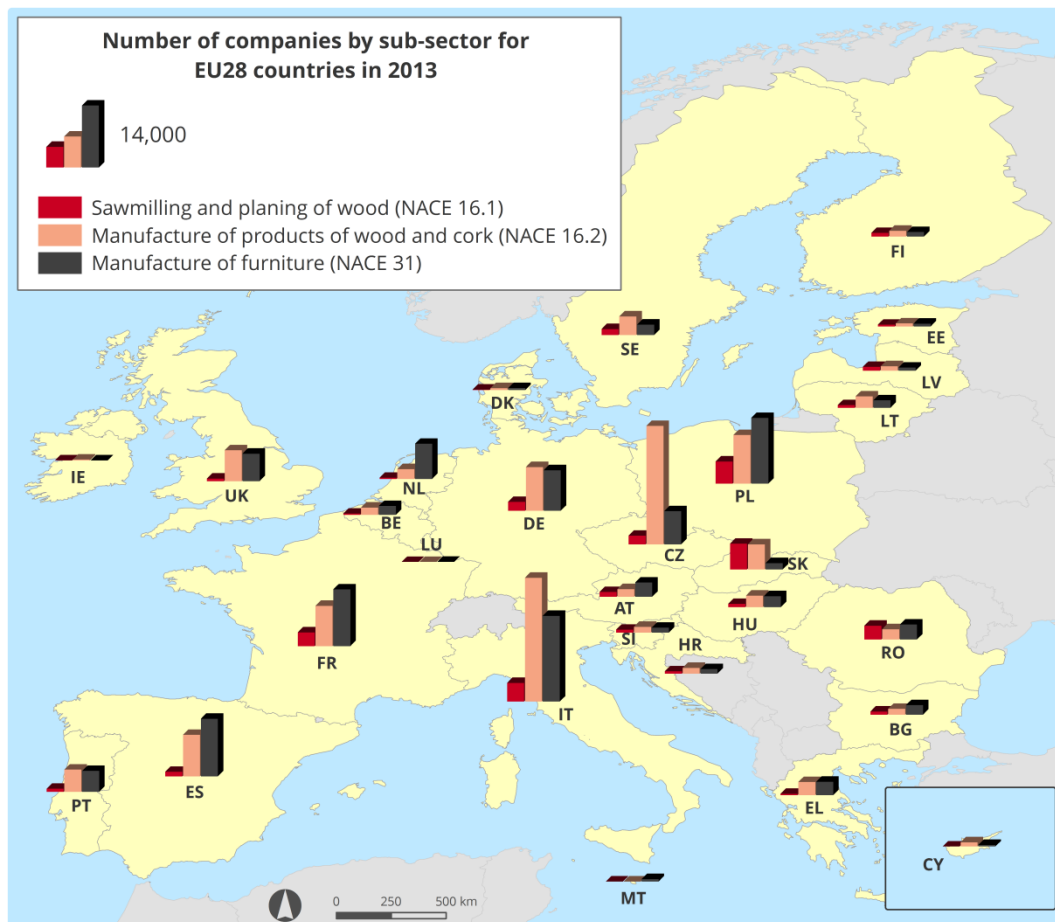 Number of companies by sub-sector for
EU28 countries in 2013
14,000
Sawmilling and planing of wood (NACE 16.1)
Manufacture of products of wood and cork (NACE 16.2)
Manufacture of furniture (NACE 31)
FI
SE
EE
LV
LT
DK
IE
UK
NL
BE
LU
DE
PL
CZ
SK
AT
HU
SI
HR
RO
FR
IT
BG
PT
ES
EL
CY
MT
0 250 500 km